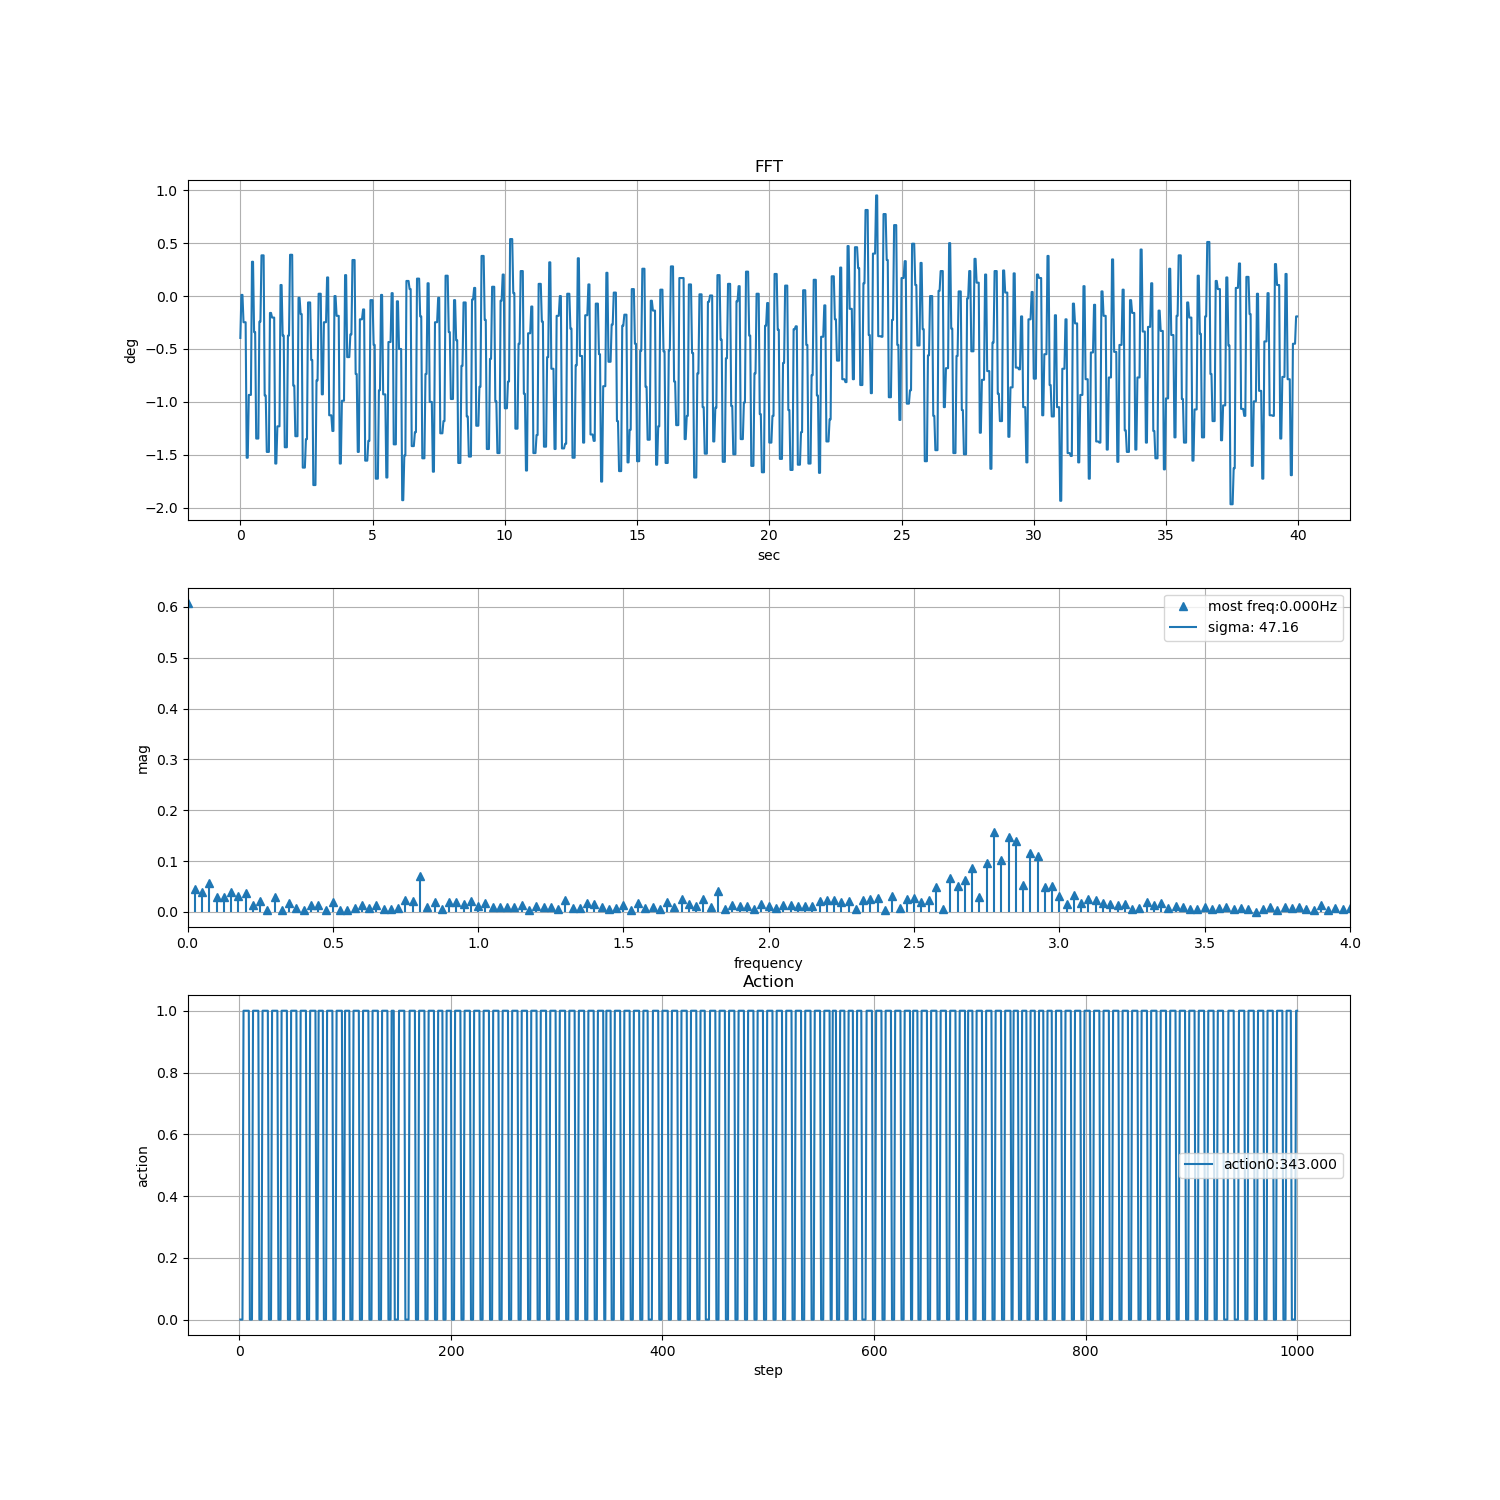 FFT
1.0
0.5
0.0
−0.5
−1.0
−1.5
−2.0
deg
0 5 10 15 20 25 30 35 40
sec
0.6
0.5
0.4
0.3
0.2
0.1
0.0
mag
most freq:0.000Hz
sigma: 47.16
0.0 0.5 1.0 1.5 2.0 2.5 3.0 3.5 4.0
frequency
Action
1.0
0.8
0.6
0.4
0.2
0.0
action
action0:343.000
0 200 400 600 800 1000
step